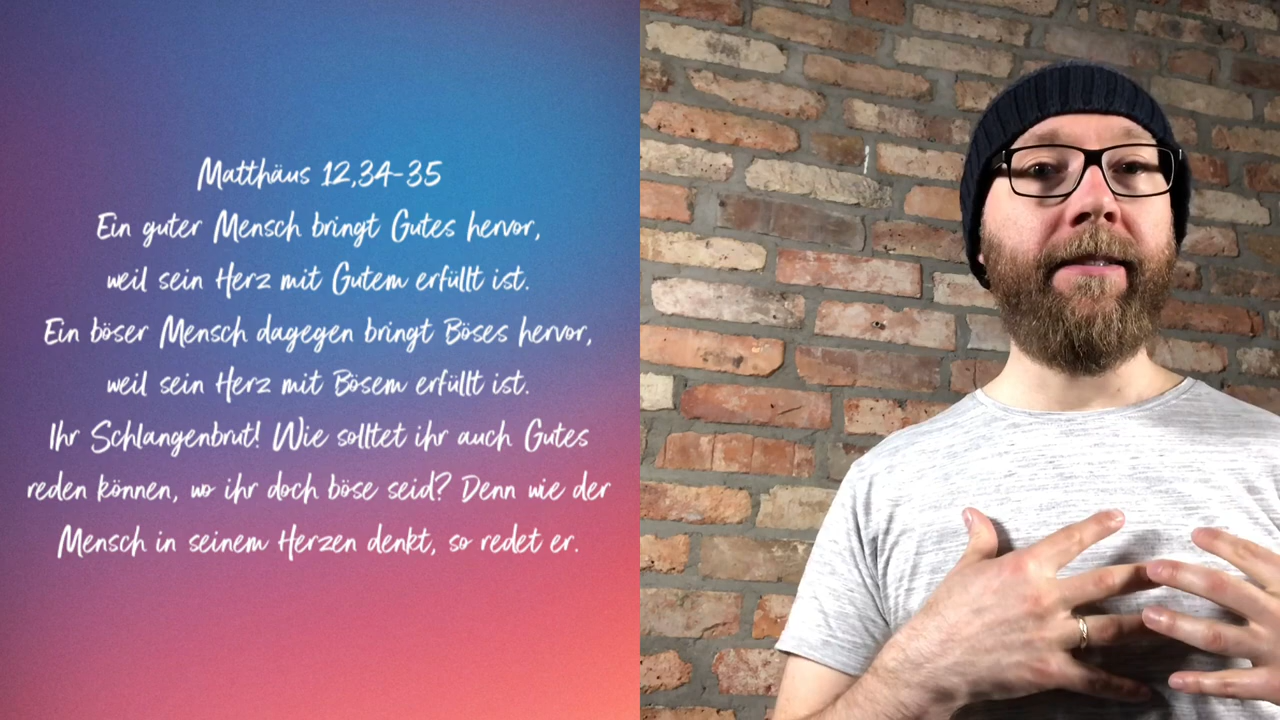 Matthäus 12,34-35
Ein guter Mensch bringt Gutes hervor,
weil sein Herz mit Gutem erfüllt ist.
Ein böser Mensch dagegen bringt Böses hervor,
weil sein Herz mit Bösem erfüllt ist.
Ihr Schlangenbrut! Wie solltet ihr auch Gutes
reden können, wo ihr doch böse seid? Denn wie der
Mensch in seinem Herzen denkt, so redet er.